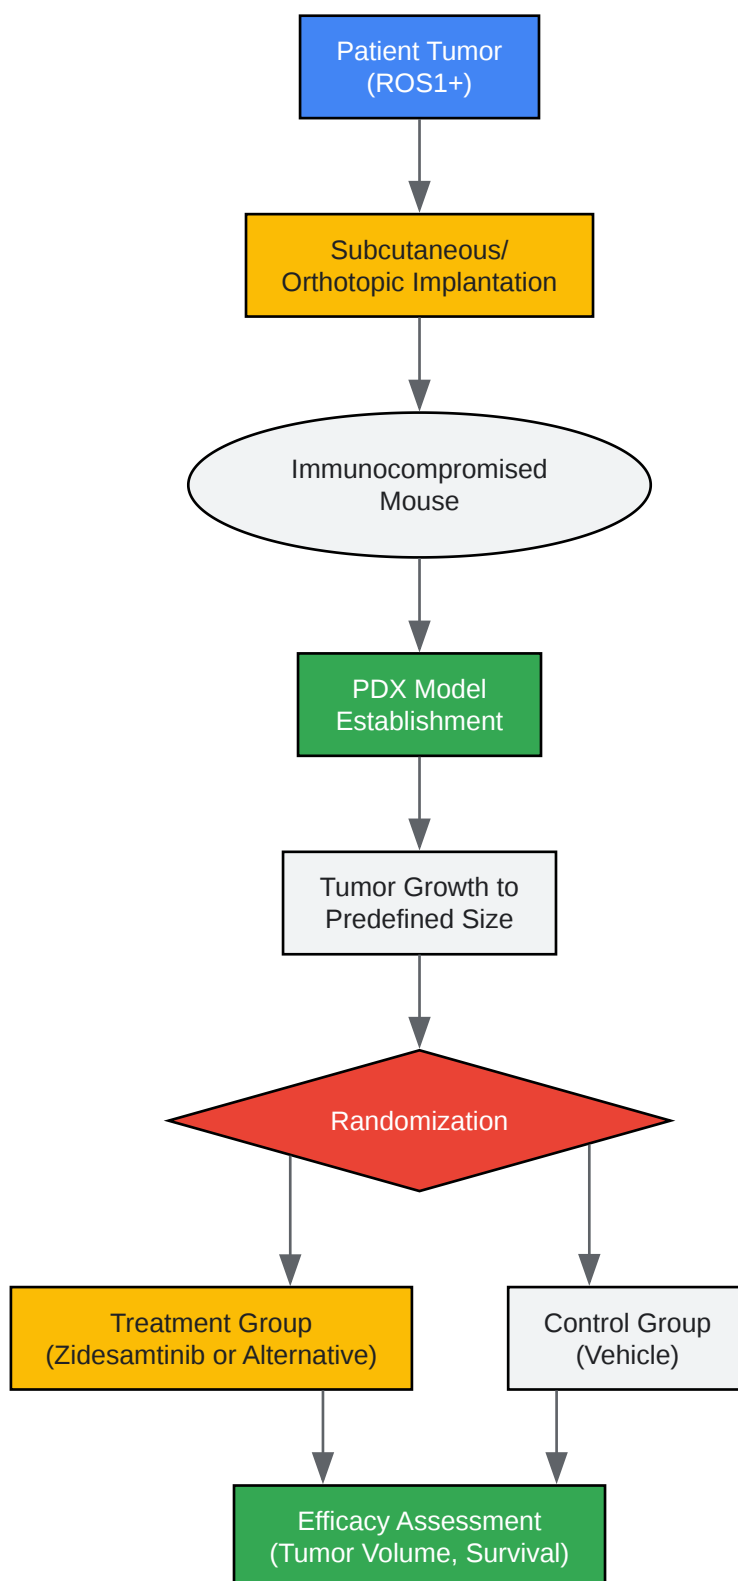 Patient Tumor
(ROS1+)
Subcutaneous/
Orthotopic Implantation
Immunocompromised
Mouse
PDX Model
Establishment
Tumor Growth to
Predefined Size
Randomization
Treatment Group
(Zidesamtinib or Alternative)
Control Group
(Vehicle)
Efficacy Assessment
(Tumor Volume, Survival)